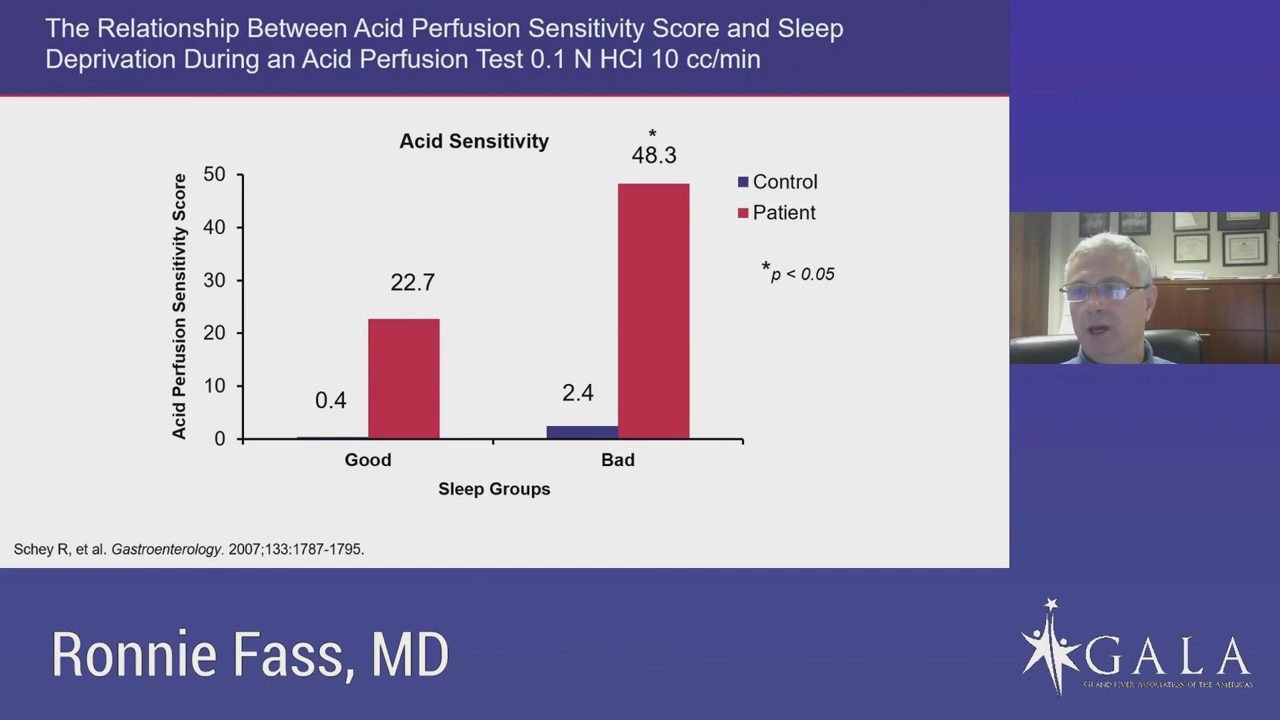 The Relationship Between Acid Perfusion Sensitivity Score and Sleep
Deprivation During an Acid Perfusion Test 0.1 N HCl 10 cc/min
Acid Sensitivity
*
48.3
50
40
30
20
10
0
Acid Perfusion Sensitivity Score
22.7
0.4
2.4
Control
Patient
*p < 0.05
Good
Bad
Sleep Groups
Schey R, et al. Gastroenterology. 2007;133:1787-1795.
Ronnie Fass, MD
GALA
GI AND LIVER ASSOCIATION OF THE AMERICAS